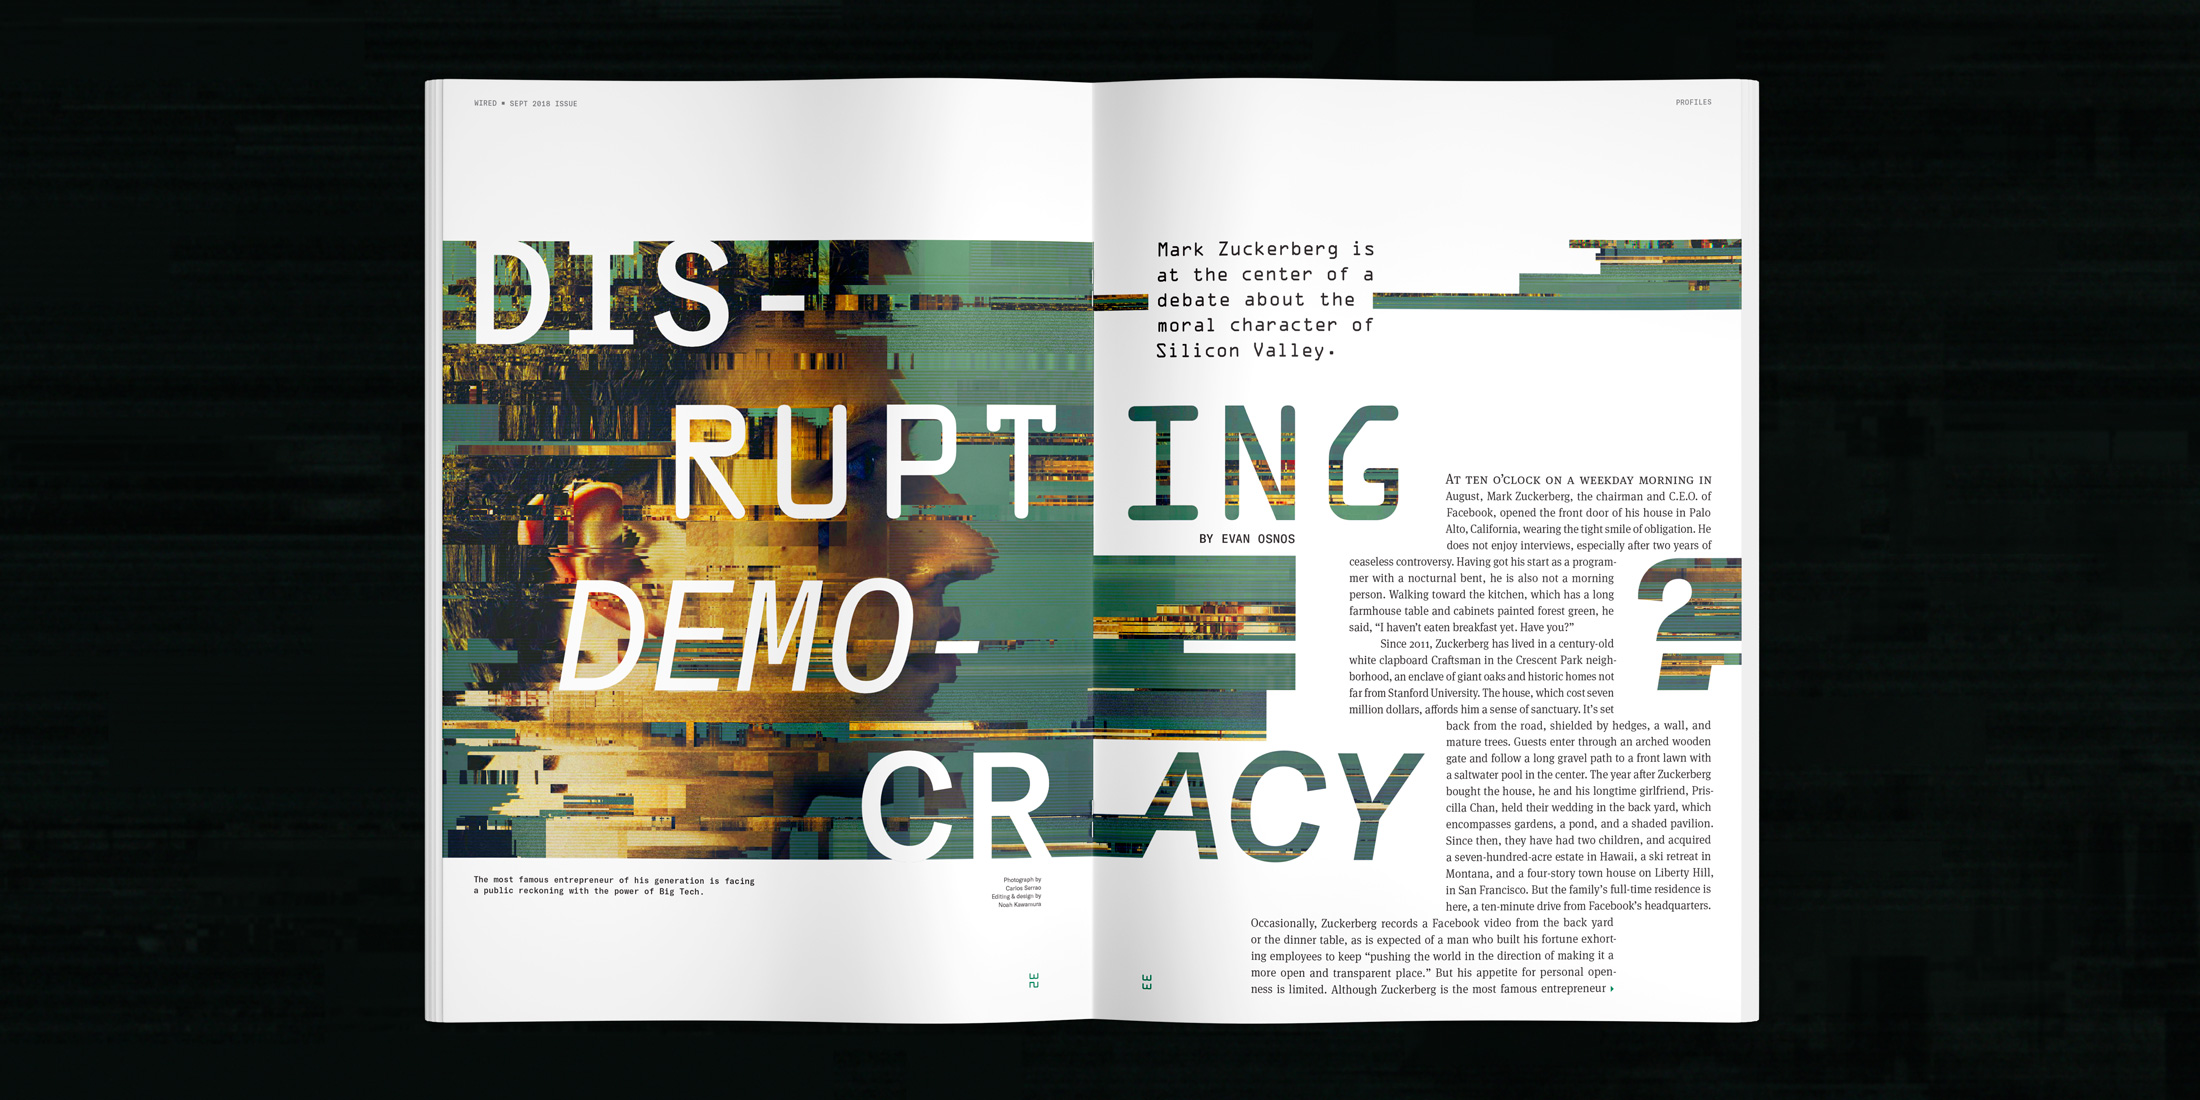 WIRED ▪ SEPT 2018 ISSUE
PROFILES
DIS-
RUPTING
DEMO-
CRACY
?
Mark Zuckerberg is
at the center of a
debate about the
moral character of
Silicon Valley.
BY EVAN OSNOS
AT TEN O’CLOCK ON A WEEKDAY MORNING IN
August, Mark Zuckerberg, the chairman and C.E.O. of
Facebook, opened the front door of his house in Palo
Alto, California, wearing the tight smile of obligation. He
does not enjoy interviews, especially after two years of
ceaseless controversy. Having got his start as a program-
mer with a nocturnal bent, he is also not a morning
person. Walking toward the kitchen, which has a long
farmhouse table and cabinets painted forest green, he
said, “I haven’t eaten breakfast yet. Have you?”
Since 2011, Zuckerberg has lived in a century-old
white clapboard Craftsman in the Crescent Park neigh-
borhood, an enclave of giant oaks and historic homes not
far from Stanford University. The house, which cost seven
million dollars, affords him a sense of sanctuary. It’s set
back from the road, shielded by hedges, a wall, and
mature trees. Guests enter through an arched wooden
gate and follow a long gravel path to a front lawn with
a saltwater pool in the center. The year after Zuckerberg
bought the house, he and his longtime girlfriend, Pris-
cilla Chan, held their wedding in the back yard, which
encompasses gardens, a pond, and a shaded pavilion.
Since then, they have had two children, and acquired
a seven-hundred-acre estate in Hawaii, a ski retreat in
Montana, and a four-story town house on Liberty Hill,
in San Francisco. But the family’s full-time residence is
here, a ten-minute drive from Facebook’s headquarters.
Occasionally, Zuckerberg records a Facebook video from the back yard
or the dinner table, as is expected of a man who built his fortune exhort-
ing employees to keep “pushing the world in the direction of making it a
more open and transparent place.” But his appetite for personal open-
ness is limited. Although Zuckerberg is the most famous entrepreneur
The most famous entrepreneur of his generation is facing
a public reckoning with the power of Big Tech.
Photograph by
Carlos Serrao
Editing & design by
Noah Kawamura
32
33